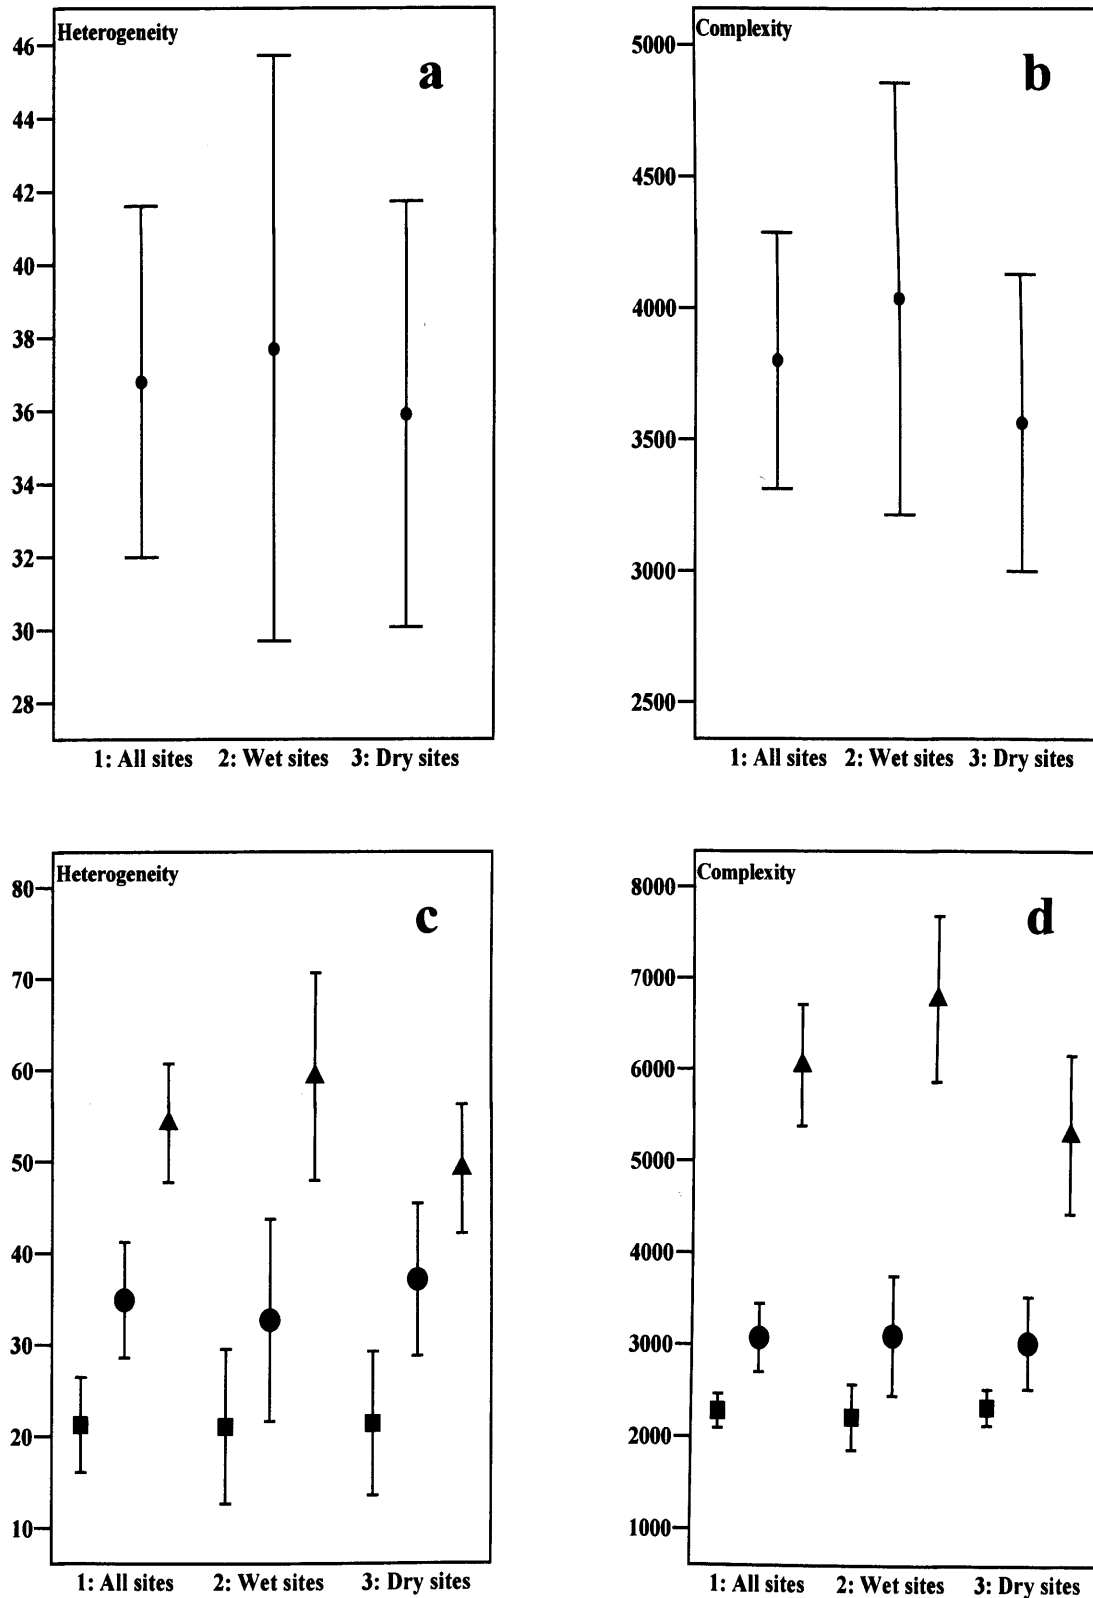 Heterogeneity
a
46
44
42
40
38
36
34
32
30
28
1: All sites 2: Wet sites 3: Dry sites
Complexity
b
5000
4500
4000
3500
3000
2500
1: All sites 2: Wet sites 3: Dry sites
Heterogeneity
c
80
70
60
50
40
30
20
10
1: All sites 2: Wet sites 3: Dry sites
Complexity
d
8000
7000
6000
5000
4000
3000
2000
1000
1: All sites 2: Wet sites 3: Dry sites